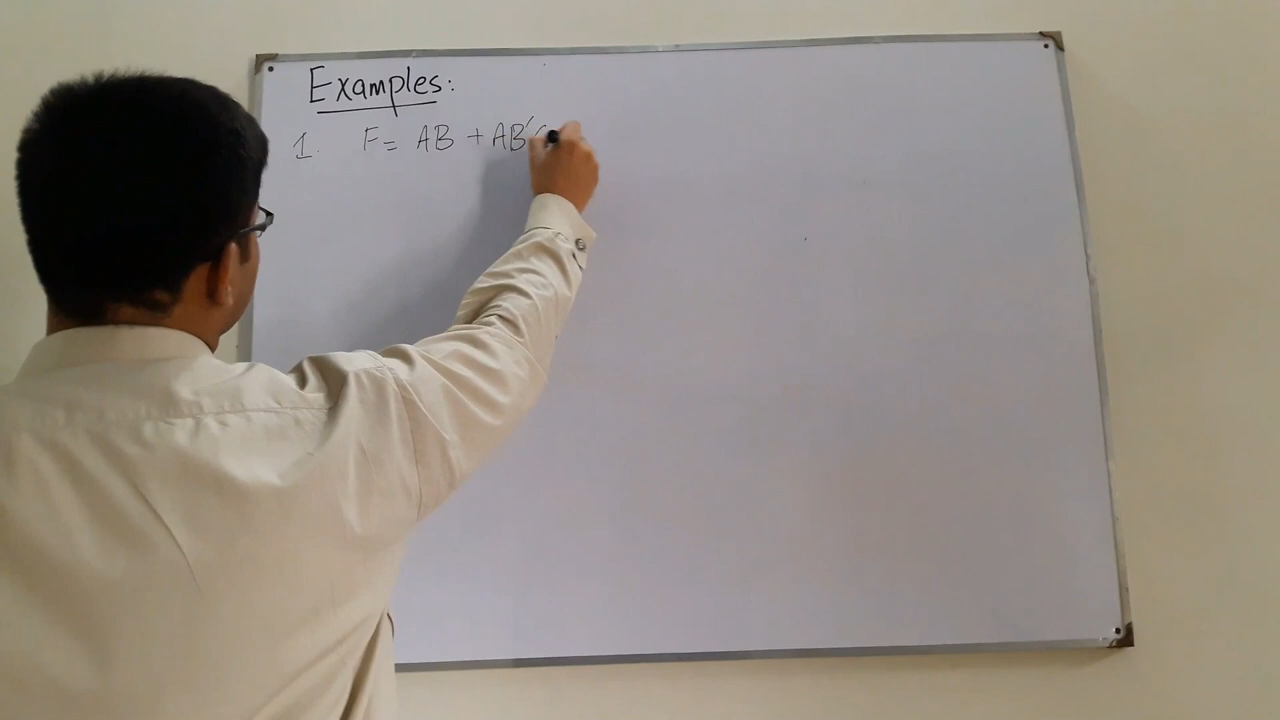 Examples:
1. F = AB + AB'C